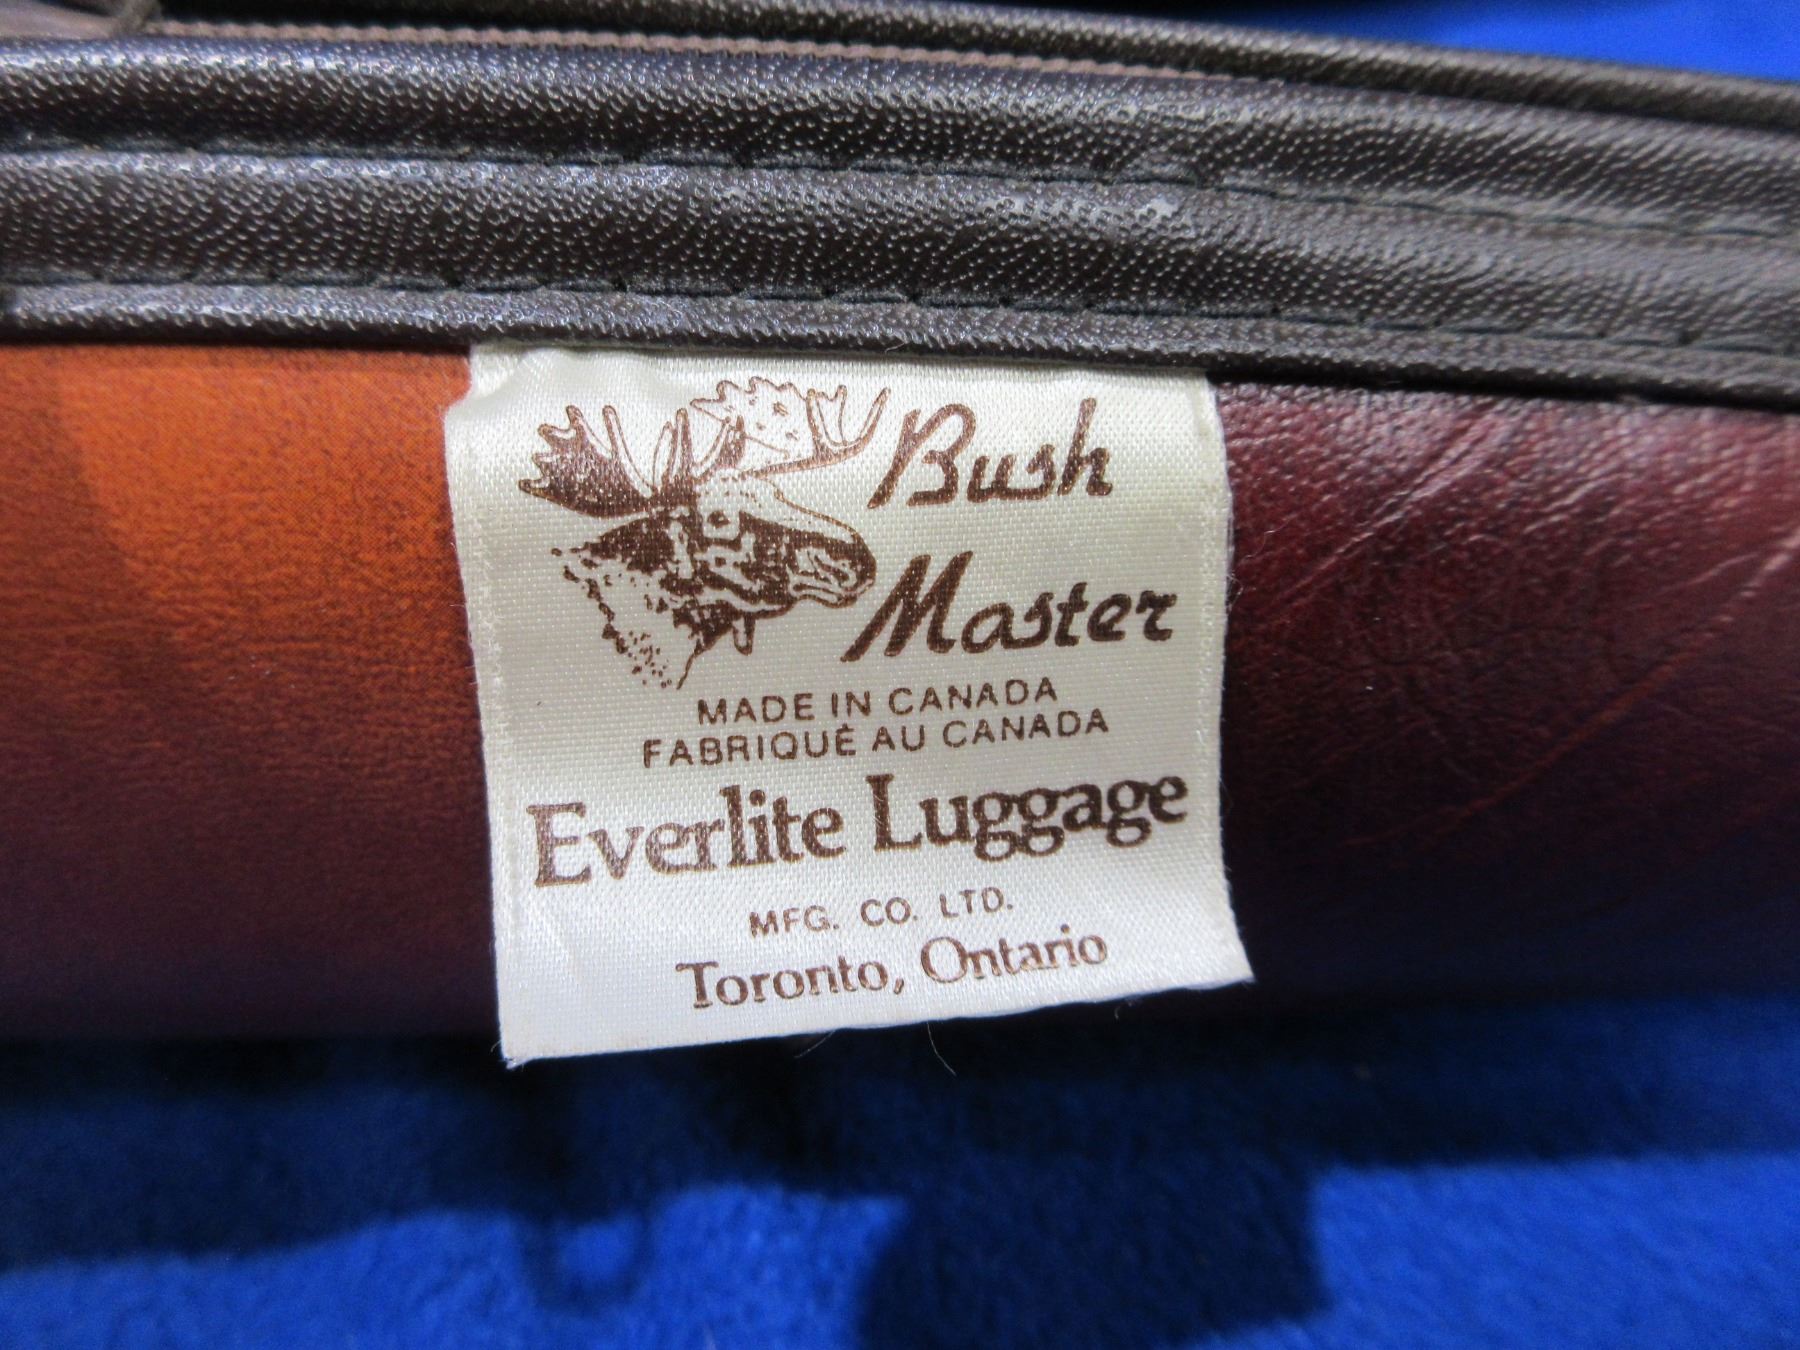 Bush
Master
MADE IN CANADA
FABRIQUÉ AU CANADA
Everlite Luggage
MFG. CO. LTD.
Toronto, Ontario